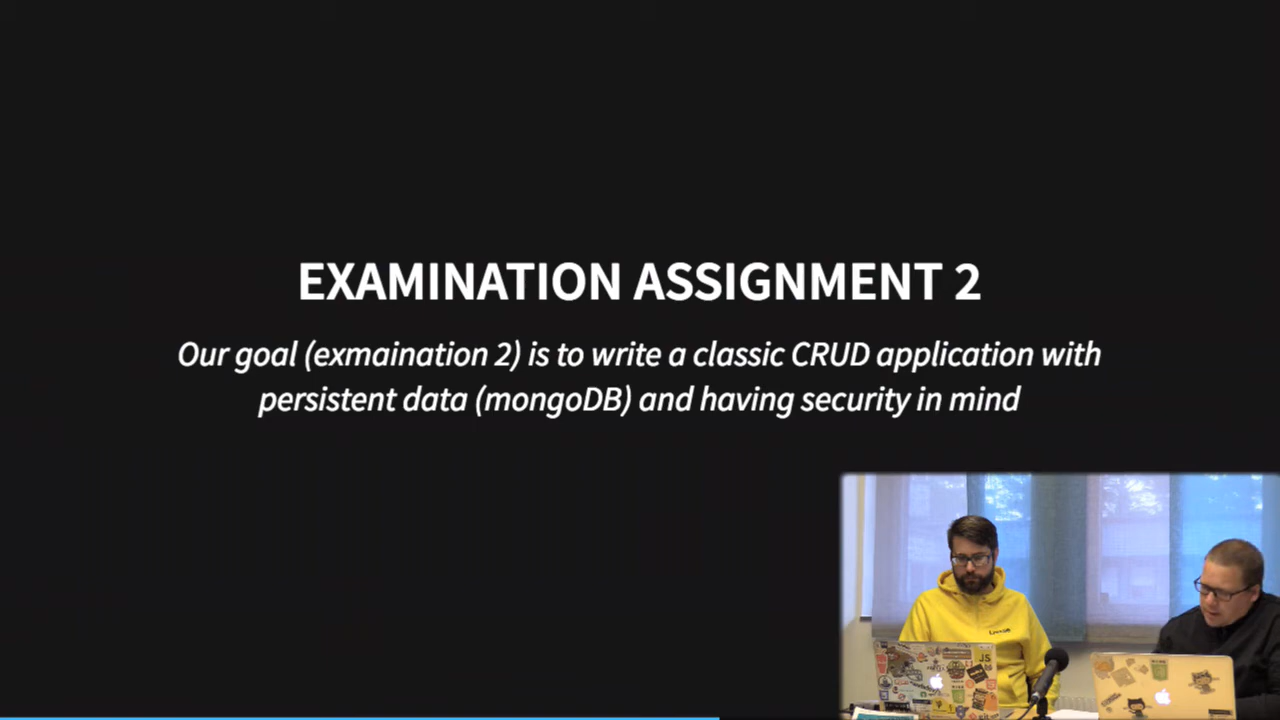 EXAMINATION ASSIGNMENT 2
Our goal (exmaination 2) is to write a classic CRUD application with
persistent data (mongoDB) and having security in mind
JS